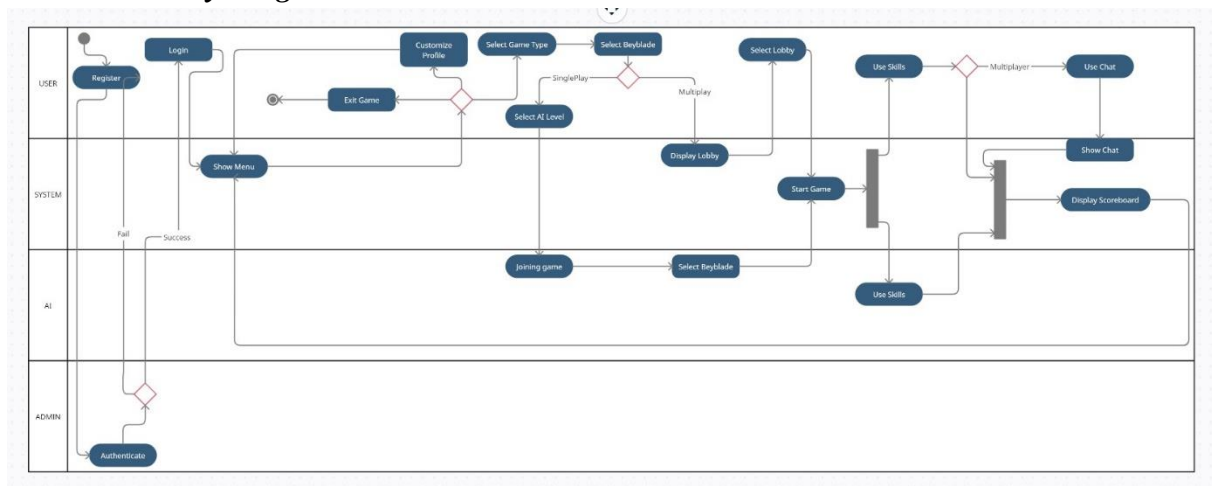 USER
Register
Login
Customize
Profile
Select Game Type
Select Beyblade
Select Lobby
Use Skills
Multiplayer
Use Chat
SinglePlay
Multiplay
Exit Game
Select AI Level
SYSTEM
Show Menu
Display Lobby
Show Chat
Start Game
Display Scoreboard
Fail
Success
AI
Joining game
Select Beyblade
Use Skills
ADMIN
Authenticate